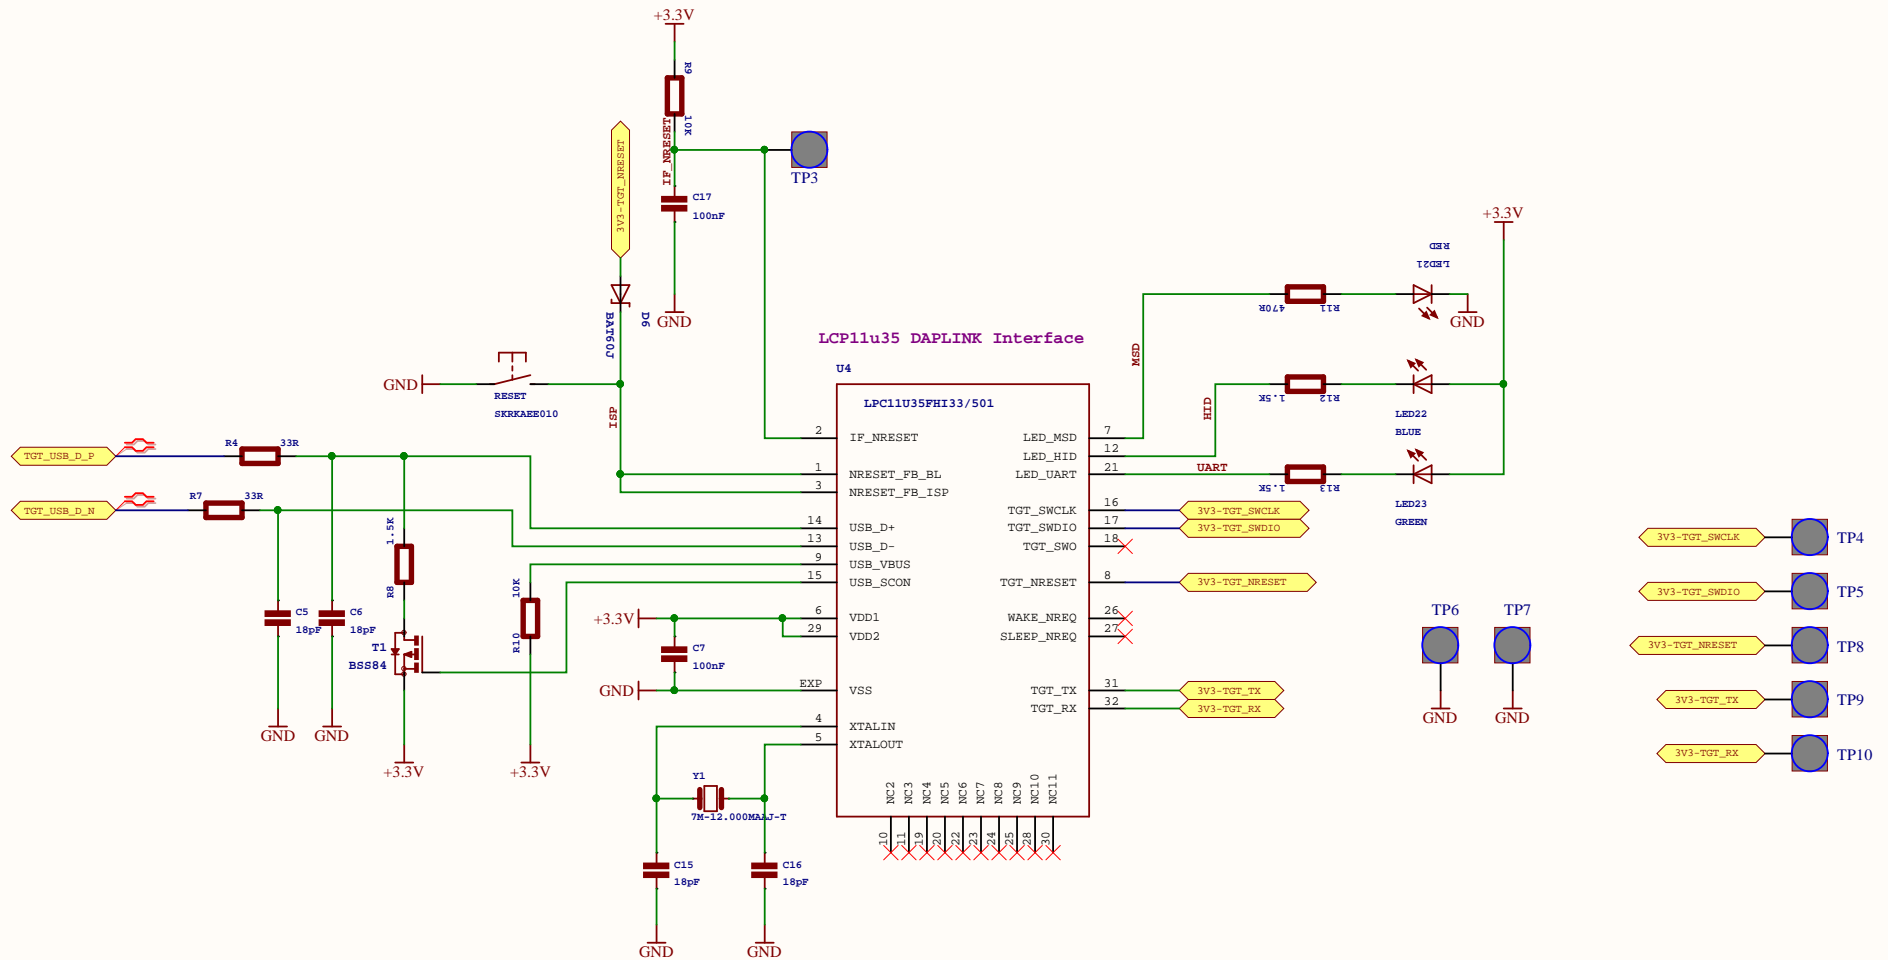 +3.3V
R9
10K
IF_NRESET
3V3-TGT_NRESET
TP3
C17
100nF
GND
D6
BAT60J
LCP11u35 DAPLINK Interface
U4
LPC11U35FHI33/501
GND
RESET
SKRKAEE010
ISP
+3.3V
RED
LED21
470R
R11
GND
MSD
HID
1.5K
R12
LED22
BLUE
UART
1.5K
R13
LED23
GREEN
TGT_USB_D_P
R4
33R
TGT_USB_D_N
R7
33R
1.5K
R8
C5
18pF
C6
18pF
T1
BSS84
10K
R10
GND
GND
+3.3V
+3.3V
2
IF_NRESET
1
NRESET_FB_BL
3
NRESET_FB_ISP
14
USB_D+
13
USB_D-
9
USB_VBUS
15
USB_SCON
+3.3V
6
VDD1
29
VDD2
C7
100nF
GND
EXP
VSS
4
XTALIN
5
XTALOUT
LED_MSD
7
LED_HID
12
LED_UART
21
TGT_SWCLK
16
3V3-TGT_SWCLK
TGT_SWDIO
17
3V3-TGT_SWDIO
TGT_SWO
18
TGT_NRESET
8
3V3-TGT_NRESET
WAKE_NREQ
26
SLEEP_NREQ
27
TGT_TX
31
3V3-TGT_TX
TGT_RX
32
3V3-TGT_RX
NC2
NC3
NC4
NC5
NC6
NC7
NC8
NC9
NC10
NC11
10
11
19
20
22
23
24
25
28
30
Y1
7M-12.000MAAJ-T
C15
18pF
C16
18pF
GND
GND
TP6
TP7
GND
GND
3V3-TGT_SWCLK
TP4
3V3-TGT_SWDIO
TP5
3V3-TGT_NRESET
TP8
3V3-TGT_TX
TP9
3V3-TGT_RX
TP10